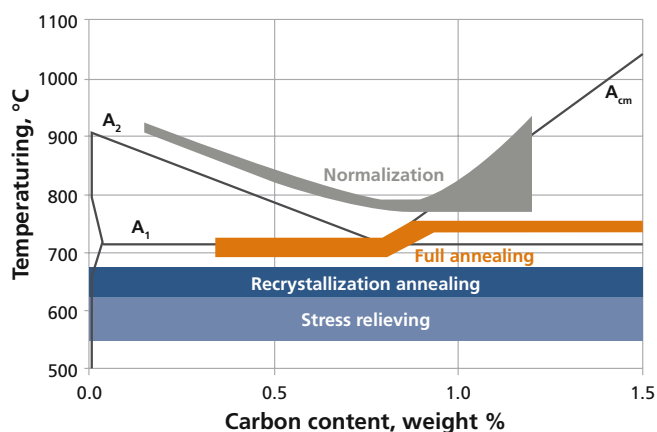 1100
1000
900
800
700
600
500
Temperaturing, °C
A2
A1
Acm
Normalization
Full annealing
Recrystallization annealing
Stress relieving
0.0
0.5
1.0
1.5
Carbon content, weight %